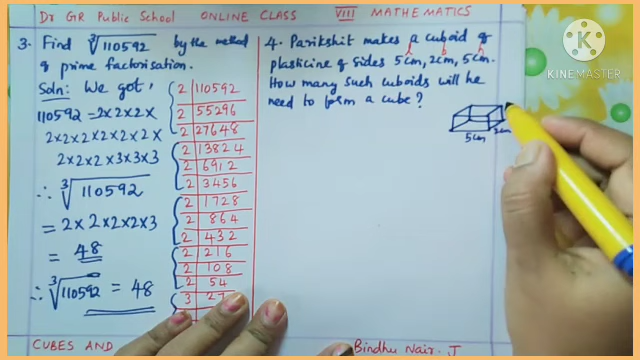 Dr GR Public School ONLINE CLASS VIII MATHEMATICS
KINEMASTER
3. Find ∛110592 by the method
of prime factorisation.
Soln: We got,
110592 = 2×2×2×
2×2×2×2×2×2×
2×2×2×3×3×3
∴ ∛110592
= 2×2×2×2×3
= 48
∴ ∛110592 = 48
2 | 110592
2 | 55296
2 | 27648
2 | 13824
2 | 6912
2 | 3456
2 | 1728
2 | 864
2 | 432
2 | 216
2 | 108
2 | 54
3 | 27
4. Parikshit makes a cuboid of
l b h
plasticine of sides 5cm, 2cm, 5cm.
How many such cuboids will he
need to form a cube?
5cm
CUBES AND
Bindhu Nair. J